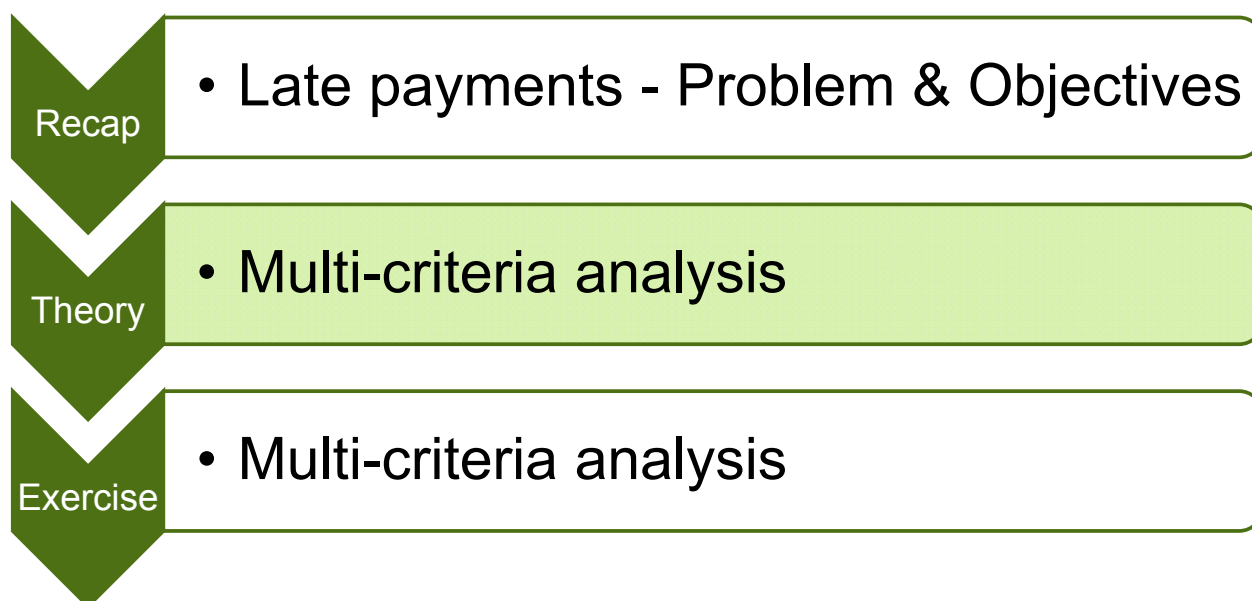 Recap
• Late payments - Problem & Objectives
Theory
• Multi-criteria analysis
Exercise
• Multi-criteria analysis